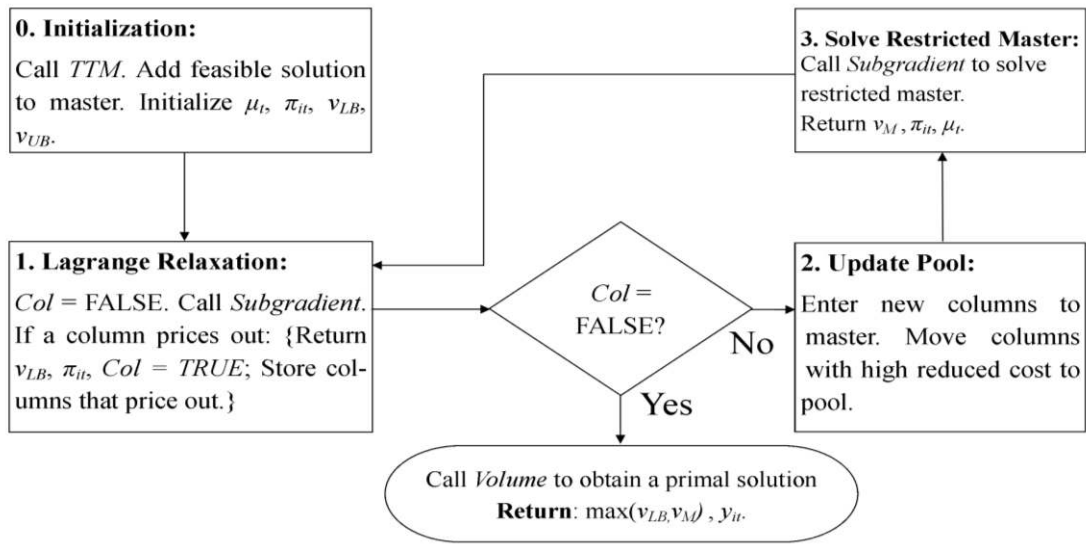 0. Initialization:
Call TTM. Add feasible solution
to master. Initialize μt, πit, vLB,
vUB.
1. Lagrange Relaxation:
Col = FALSE. Call Subgradient.
If a column prices out: {Return
vLB, πit, Col = TRUE; Store col-
umns that price out.}
Col =
FALSE?
No
Yes
2. Update Pool:
Enter new columns to
master. Move columns
with high reduced cost to
pool.
3. Solve Restricted Master:
Call Subgradient to solve
restricted master.
Return vM, πit, μt.
Call Volume to obtain a primal solution
Return: max(vLB,vM) , yit.